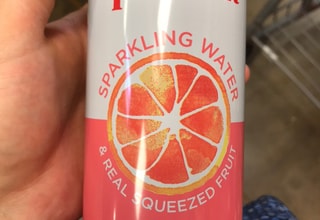 SPARKLING WATER
& REAL SQUEEZED FRUIT